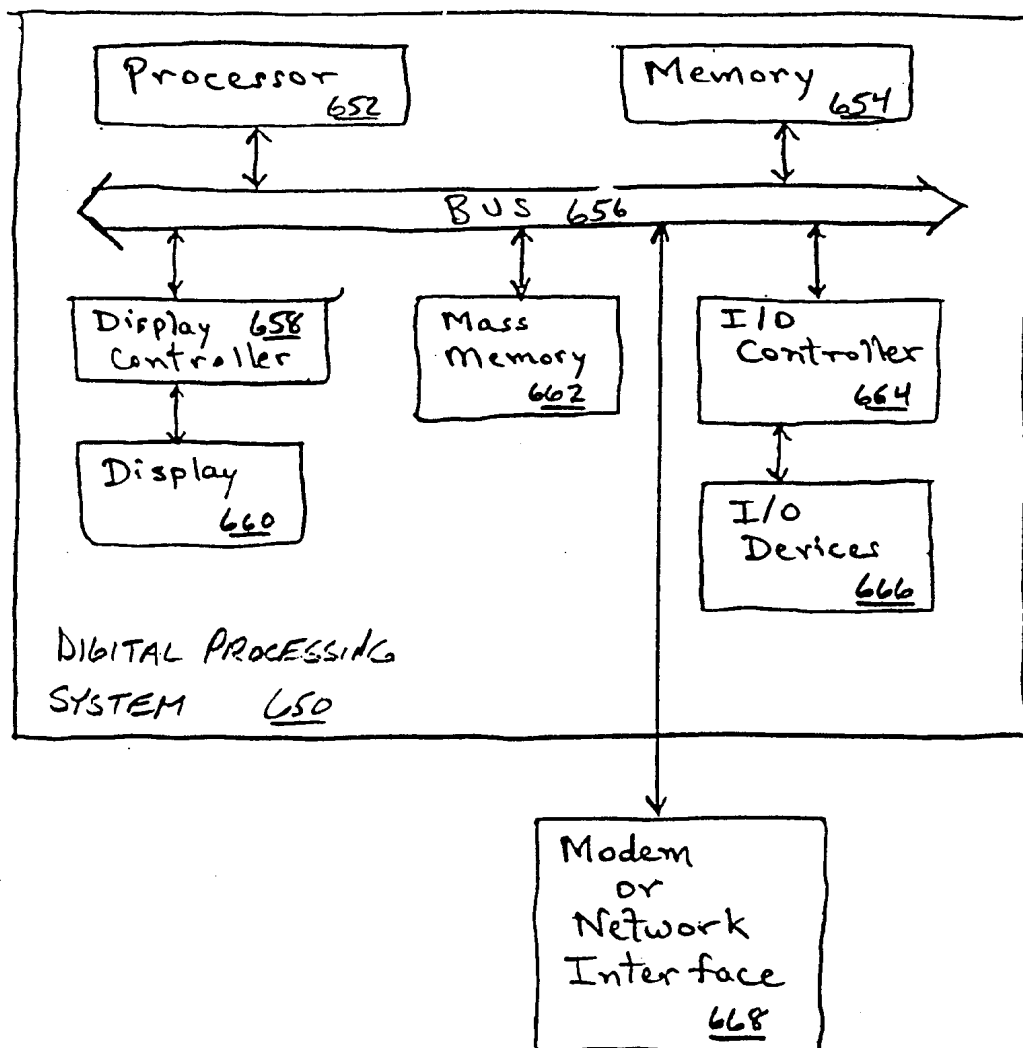 Processor
652
Memory
654
BUS 656
Display 658
Controller
Mass
Memory
662
I/O
Controller
664
Display
660
I/O
Devices
666
DIGITAL PROCESSING
SYSTEM 650
Modem
or
Network
Interface
668